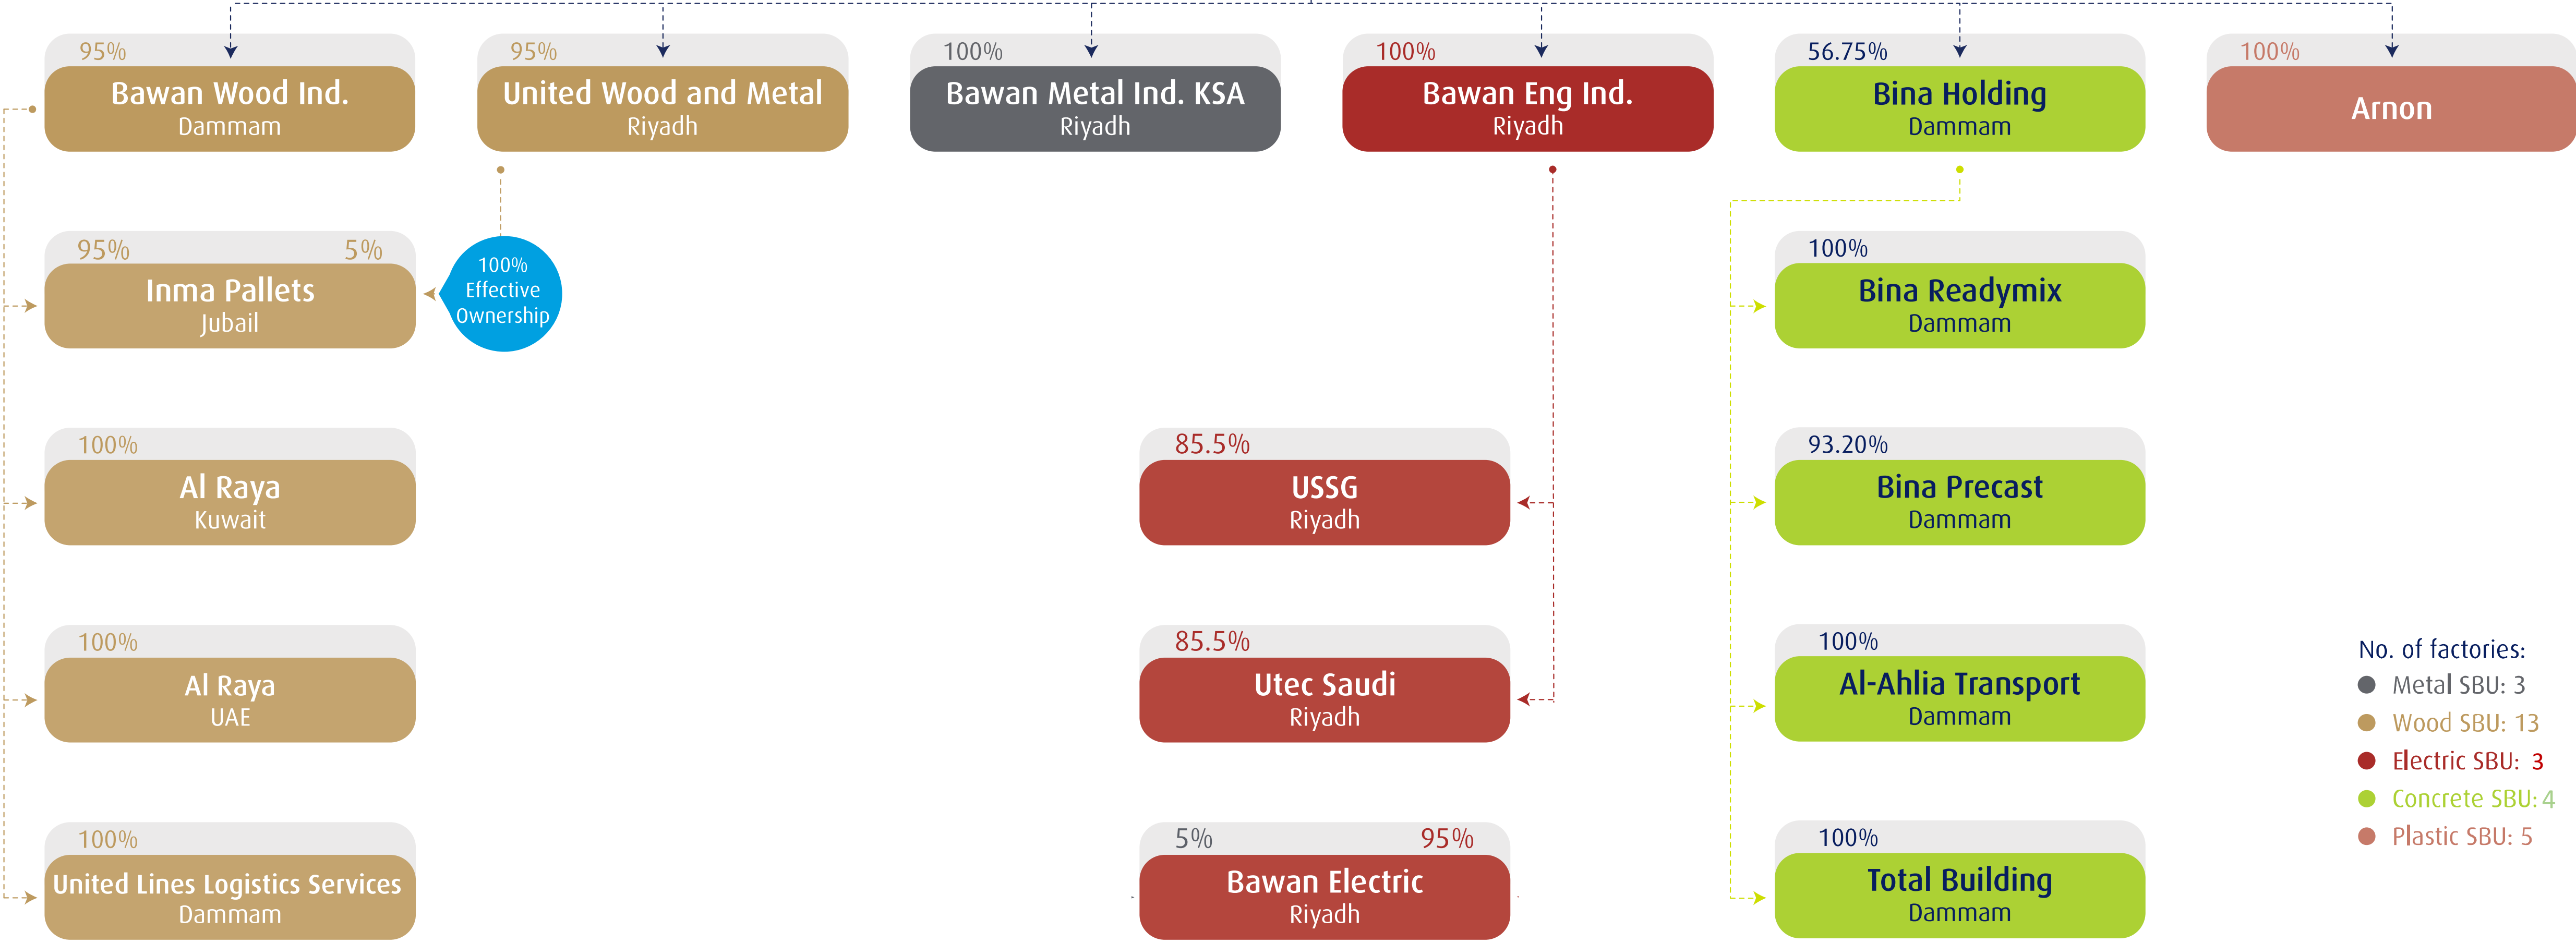 95%
Bawan Wood Ind.
Dammam
95%
United Wood and Metal
Riyadh
100%
Bawan Metal Ind. KSA
Riyadh
100%
Bawan Eng Ind.
Riyadh
56.75%
Bina Holding
Dammam
100%
Arnon
95% 5%
Inma Pallets
Jubail
100%
Effective
Ownership
100%
Bina Readymix
Dammam
100%
Al Raya
Kuwait
85.5%
USSG
Riyadh
93.20%
Bina Precast
Dammam
100%
Al Raya
UAE
85.5%
Utec Saudi
Riyadh
100%
Al-Ahlia Transport
Dammam
100%
United Lines Logistics Services
Dammam
5% 95%
Bawan Electric
Riyadh
100%
Total Building
Dammam
No. of factories:
Metal SBU: 3
Wood SBU: 13
Electric SBU: 3
Concrete SBU: 4
Plastic SBU: 5